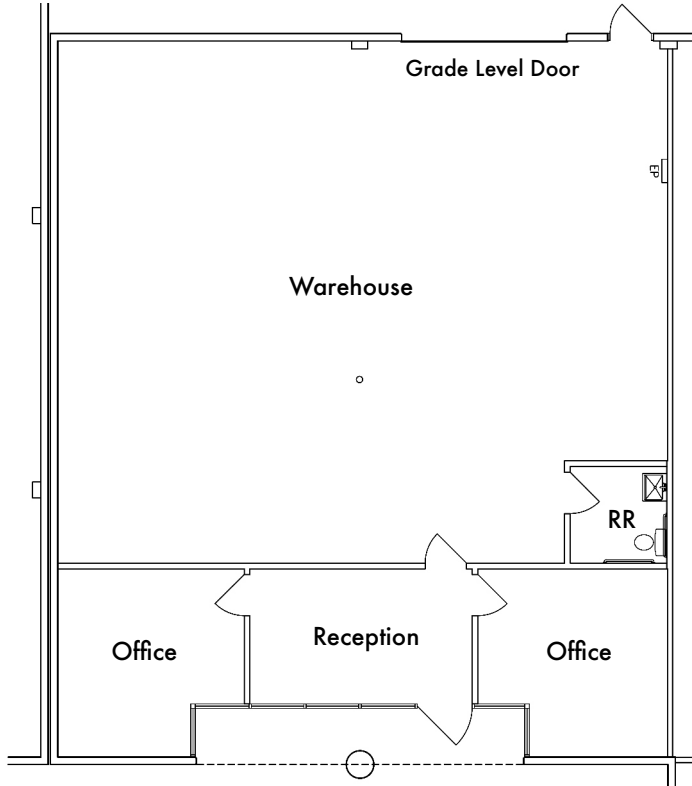 Grade Level Door
EP
Warehouse
RR
Office
Reception
Office